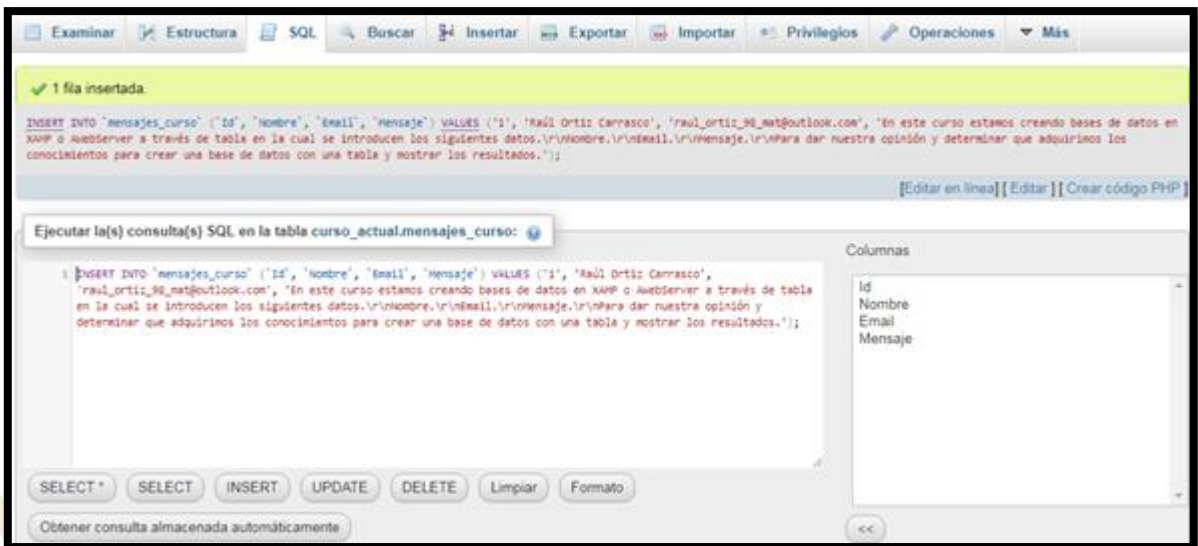 Examinar Estructura SQL Buscar Insertar Exportar Importar Privilegios Operaciones Más
1 fila insertada.
INSERT INTO `mensajes_curso` (`Id`, `Nombre`, `Email`, `Mensaje`) VALUES ('1', 'Raúl Ortiz Carrasco', 'raul_ortiz_98_mat@outlook.com', 'En este curso estamos creando bases de datos en
XAMP o AwebServer a través de tabla en la cual se introducen los siguientes datos.\r\nNombre.\r\nEmail.\r\nMensaje.\r\nPara dar nuestra opinión y determinar que adquirimos los
conocimientos para crear una base de datos con una tabla y mostrar los resultados.');
[Editar en línea] [ Editar ] [ Crear código PHP ]
Ejecutar la(s) consulta(s) SQL en la tabla curso_actual.mensajes_curso:
Columnas
1 INSERT INTO `mensajes_curso` (`Id`, `Nombre`, `Email`, `Mensaje`) VALUES ('1', 'Raúl Ortiz Carrasco',
'raul_ortiz_98_mat@outlook.com', 'En este curso estamos creando bases de datos en XAMP o AwebServer a través de tabla
en la cual se introducen los siguientes datos.\r\nNombre.\r\nEmail.\r\nMensaje.\r\nPara dar nuestra opinión y
determinar que adquirimos los conocimientos para crear una base de datos con una tabla y mostrar los resultados.');
Id
Nombre
Email
Mensaje
SELECT * SELECT INSERT UPDATE DELETE Limpiar Formato
Obtener consulta almacenada automáticamente
<<